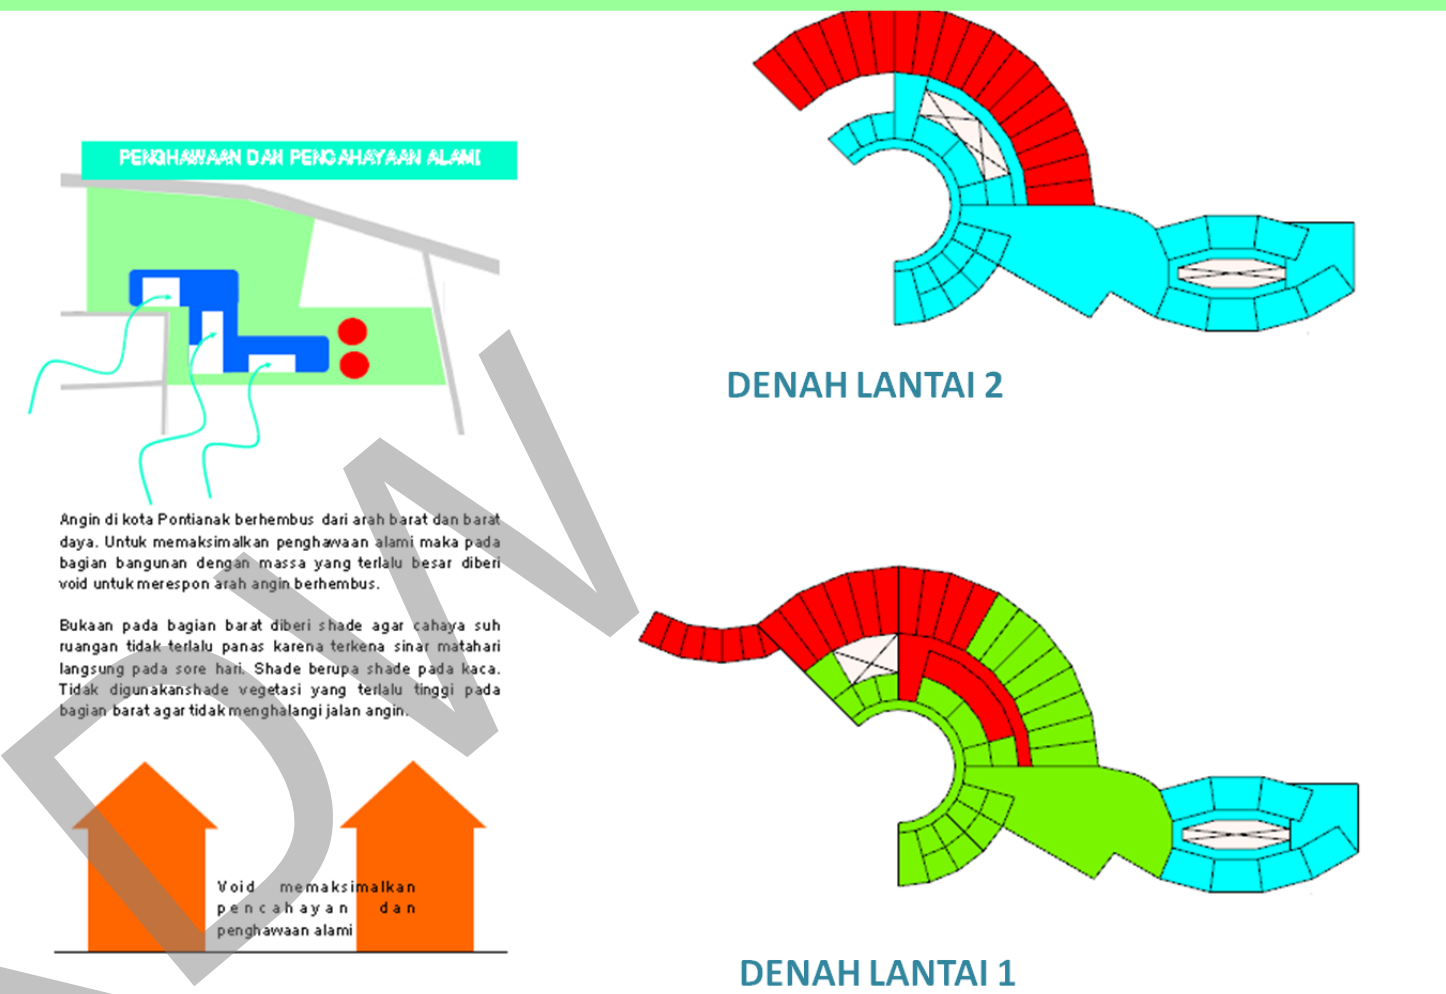 PENGHAWAAN DAN PENCAHAYAAN ALAMI
Angin di kota Pontianak berhembus dari arah barat dan barat
daya. Untuk memaksimalkan penghawaan alami maka pada
bagian bangunan dengan massa yang terlalu besar diberi
void untuk merespon arah angin berhembus.
Bukaan pada bagian barat diberi shade agar cahaya suh
ruangan tidak terlalu panas karena terkena sinar matahari
langsung pada sore hari. Shade berupa shade pada kaca.
Tidak digunakanshade vegetasi yang terlalu tinggi pada
bagian barat agar tidak menghalangi jalan angin.
Void memaksimalkan
pencahayan dan
penghawaan alami
DENAH LANTAI 2
DENAH LANTAI 1
DW